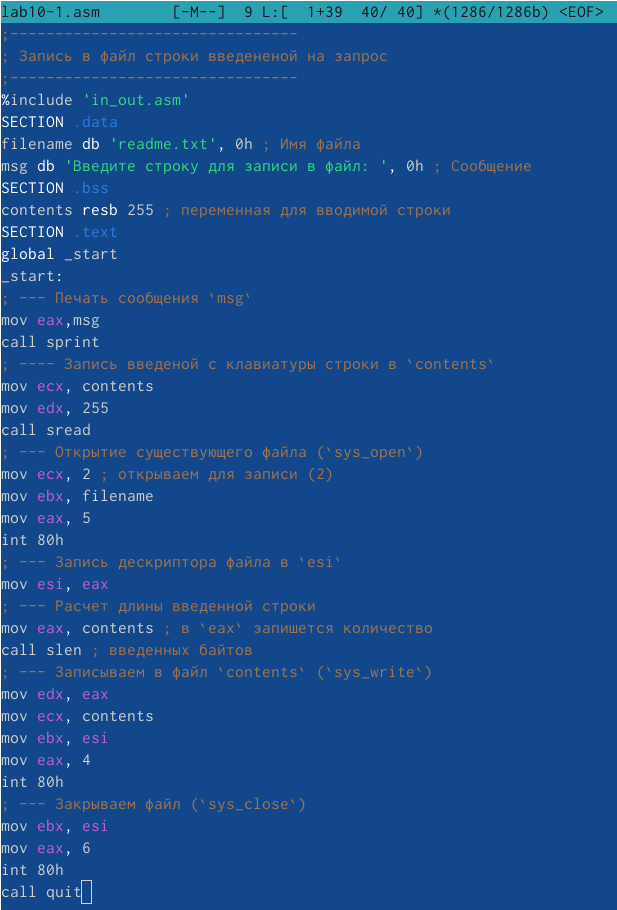 lab10-1.asm        [-M--]  9 L:[  1+39  40/ 40] *(1286/1286b) <EOF>
;--------------------------------
; Запись в файл строки введененой на запрос
;--------------------------------
%include 'in_out.asm'
SECTION .data
filename db 'readme.txt', 0h ; Имя файла
msg db 'Введите строку для записи в файл: ', 0h ; Сообщение
SECTION .bss
contents resb 255 ; переменная для вводимой строки
SECTION .text
global _start
_start:
; --- Печать сообщения `msg`
mov eax,msg
call sprint
; ---- Запись введеной с клавиатуры строки в `contents`
mov ecx, contents
mov edx, 255
call sread
; --- Открытие существующего файла (`sys_open`)
mov ecx, 2 ; открываем для записи (2)
mov ebx, filename
mov eax, 5
int 80h
; --- Запись дескриптора файла в `esi`
mov esi, eax
; --- Расчет длины введенной строки
mov eax, contents ; в `eax` запишется количество
call slen ; введенных байтов
; --- Записываем в файл `contents` (`sys_write`)
mov edx, eax
mov ecx, contents
mov ebx, esi
mov eax, 4
int 80h
; --- Закрываем файл (`sys_close`)
mov ebx, esi
mov eax, 6
int 80h
call quit